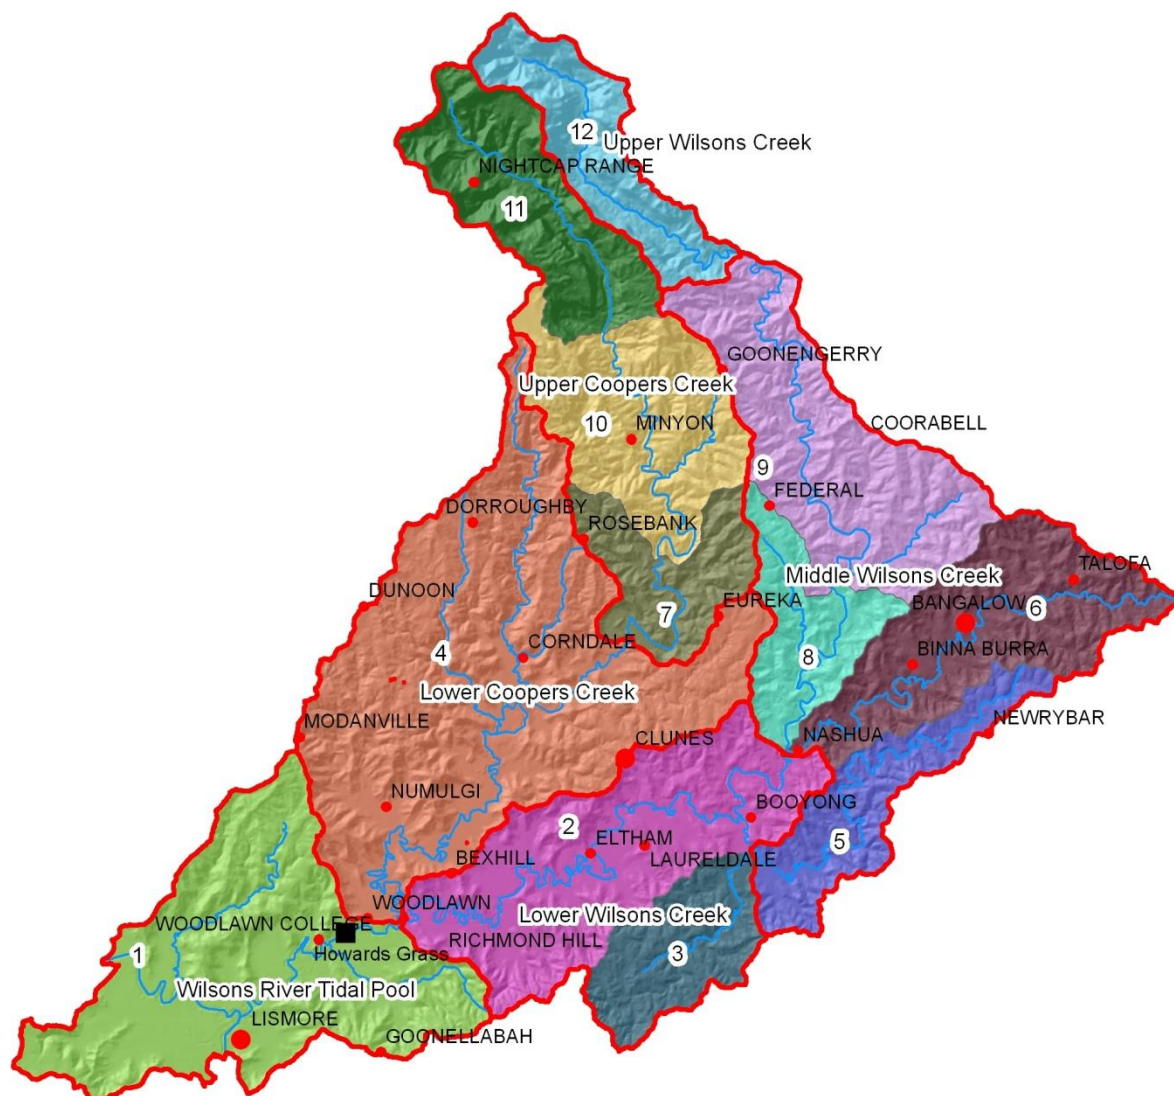 12
Upper Wilsons Creek
NIGHTCAP RANGE
11
GOONENGERRY
Upper Coopers Creek
10
MINYON
COORABELL
9
FEDERAL
DORROUGHBY
ROSEBANK
Middle Wilsons Creek
TALOFA
DUNOON
EUREKA
BANGALOW
6
7
CORNDALE
4
8
BINNA BURRA
Lower Coopers Creek
MODANVILLE
NEWRYBAR
CLUNES
NASHUA
NUMULGI
BOOYONG
2
ELTHAM
5
BEXHILL
LAURELDALE
WOODLAWN
Lower Wilsons Creek
WOODLAWN COLLEGE
RICHMOND HILL
1
Howards Grass
3
Wilsons River Tidal Pool
LISMORE
GOONELLABAH